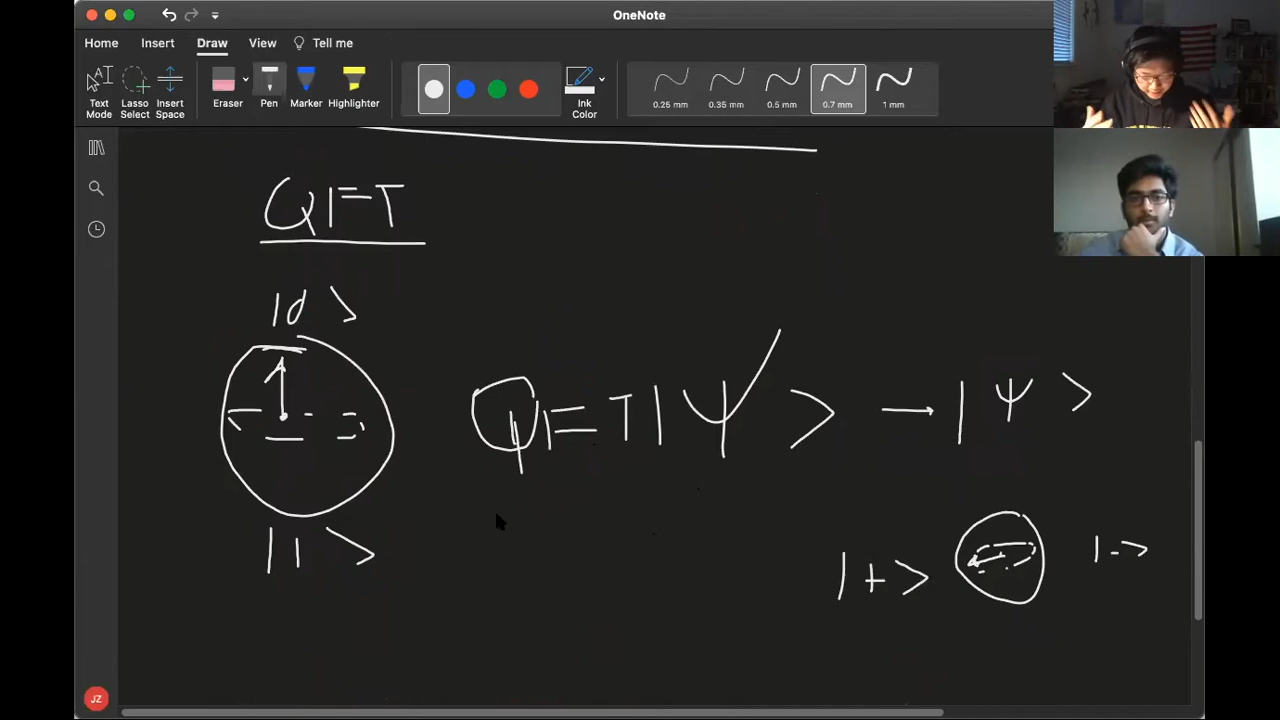 OneNote
Home Insert Draw View Tell me
Text Mode Lasso Select Insert Space Eraser Pen Marker Highlighter Ink Color 0.25 mm 0.35 mm 0.5 mm 0.7 mm 1 mm
QFT
|0>
QFT|ψ> → |ψ>
|1>
|+> |->
JZ